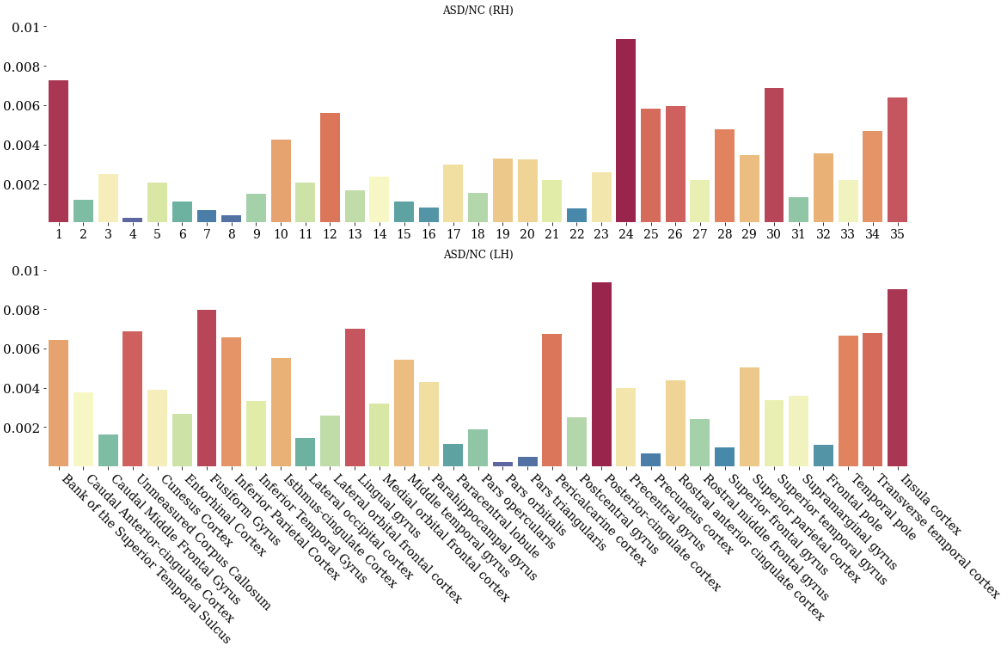 ASD/NC (RH)
0.01
0.008
0.006
0.004
0.002
1 2 3 4 5 6 7 8 9 10 11 12 13 14 15 16 17 18 19 20 21 22 23 24 25 26 27 28 29 30 31 32 33 34 35
ASD/NC (LH)
0.01
0.008
0.006
0.004
0.002
Bank of the Superior Temporal Sulcus
Caudal Anterior-cingulate Cortex
Caudal Middle Frontal Gyrus
Unmeasured Corpus Callosum
Cuneus Cortex
Entorhinal Cortex
Fusiform Gyrus
Inferior Parietal Cortex
Inferior Temporal Gyrus
Isthmus-cingulate Cortex
Lateral occipital cortex
Lateral orbital frontal cortex
Lingual gyrus
Medial orbital frontal cortex
Middle temporal gyrus
Parahippocampal gyrus
Paracentral lobule
Pars opercularis
Pars orbitalis
Pars triangularis
Pericalcarine cortex
Postcentral gyrus
Posterior-cingulate cortex
Precentral gyrus
Precuneus cortex
Rostral anterior cingulate cortex
Rostral middle frontal gyrus
Superior frontal gyrus
Superior parietal cortex
Superior temporal gyrus
Supramarginal gyrus
Frontal pole
Temporal pole
Transverse temporal cortex
Insula cortex